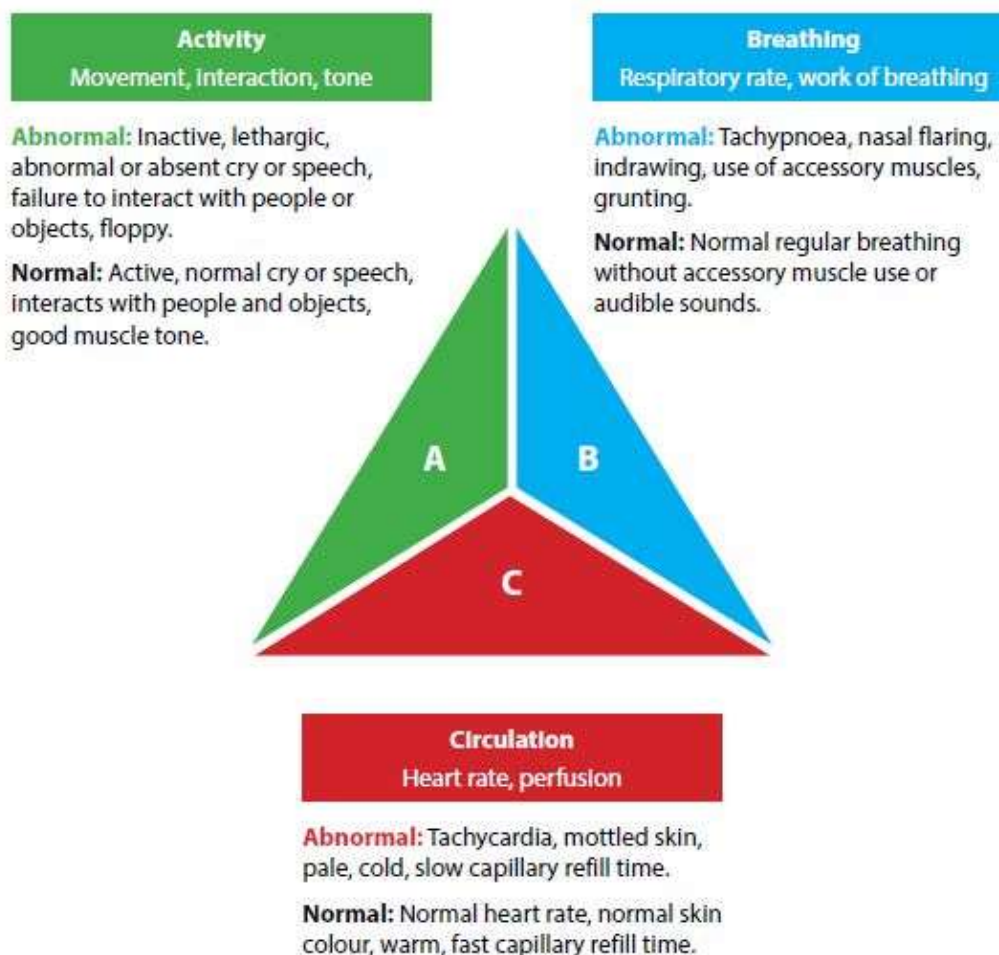 Activity
Movement, interaction, tone
Abnormal: Inactive, lethargic,
abnormal or absent cry or speech,
failure to interact with people or
objects, floppy.
Normal: Active, normal cry or speech,
interacts with people and objects,
good muscle tone.
Breathing
Respiratory rate, work of breathing
Abnormal: Tachypnoea, nasal flaring,
indrawing, use of accessory muscles,
grunting.
Normal: Normal regular breathing
without accessory muscle use or
audible sounds.
A
B
C
Circulation
Heart rate, perfusion
Abnormal: Tachycardia, mottled skin,
pale, cold, slow capillary refill time.
Normal: Normal heart rate, normal skin
colour, warm, fast capillary refill time.